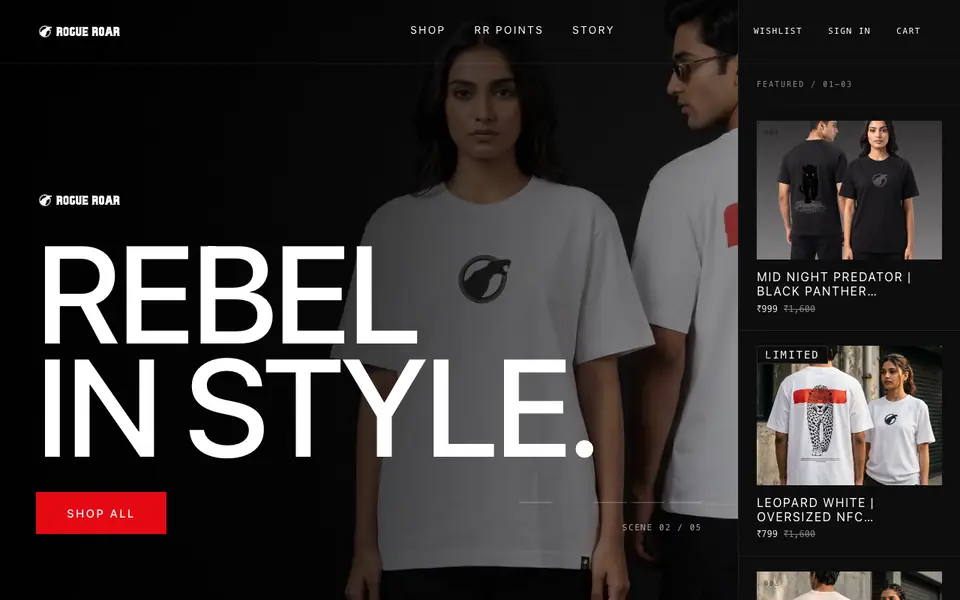 ROGUE ROAR
SHOP
RR POINTS
STORY
WISHLIST
SIGN IN
CART
ROGUE ROAR
REBEL
IN STYLE.
SHOP ALL
SCENE 02 / 05
FEATURED / 01—03
MID NIGHT PREDATOR |
BLACK PANTHER…
₹999 ₹1,600
LIMITED
LEOPARD WHITE |
OVERSIZED NFC…
₹799 ₹1,600